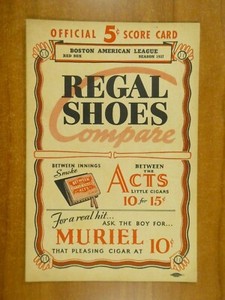 OFFICIAL 5¢ SCORE CARD
BOSTON AMERICAN LEAGUE
RED SOX SEASON 1937
REGAL
SHOES
Compare
BETWEEN INNINGS
Smoke
BETWEEN
THE
ACTS
LITTLE CIGARS
10 for 15¢
For a real hit...
ASK THE BOY FOR...
MURIEL
THAT PLEASING CIGAR AT 10¢